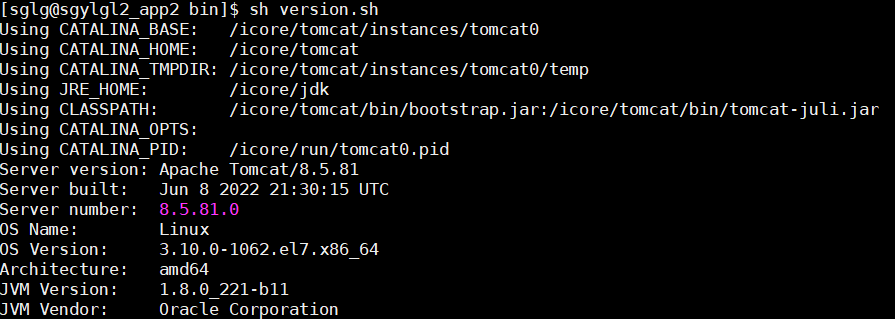 [sglg@sgylgl2_app2 bin]$ sh version.sh
Using CATALINA_BASE:   /icore/tomcat/instances/tomcat0
Using CATALINA_HOME:   /icore/tomcat
Using CATALINA_TMPDIR: /icore/tomcat/instances/tomcat0/temp
Using JRE_HOME:        /icore/jdk
Using CLASSPATH:       /icore/tomcat/bin/bootstrap.jar:/icore/tomcat/bin/tomcat-juli.jar
Using CATALINA_OPTS:
Using CATALINA_PID:    /icore/run/tomcat0.pid
Server version: Apache Tomcat/8.5.81
Server built:   Jun 8 2022 21:30:15 UTC
Server number:  8.5.81.0
OS Name:        Linux
OS Version:     3.10.0-1062.el7.x86_64
Architecture:   amd64
JVM Version:    1.8.0_221-b11
JVM Vendor:     Oracle Corporation